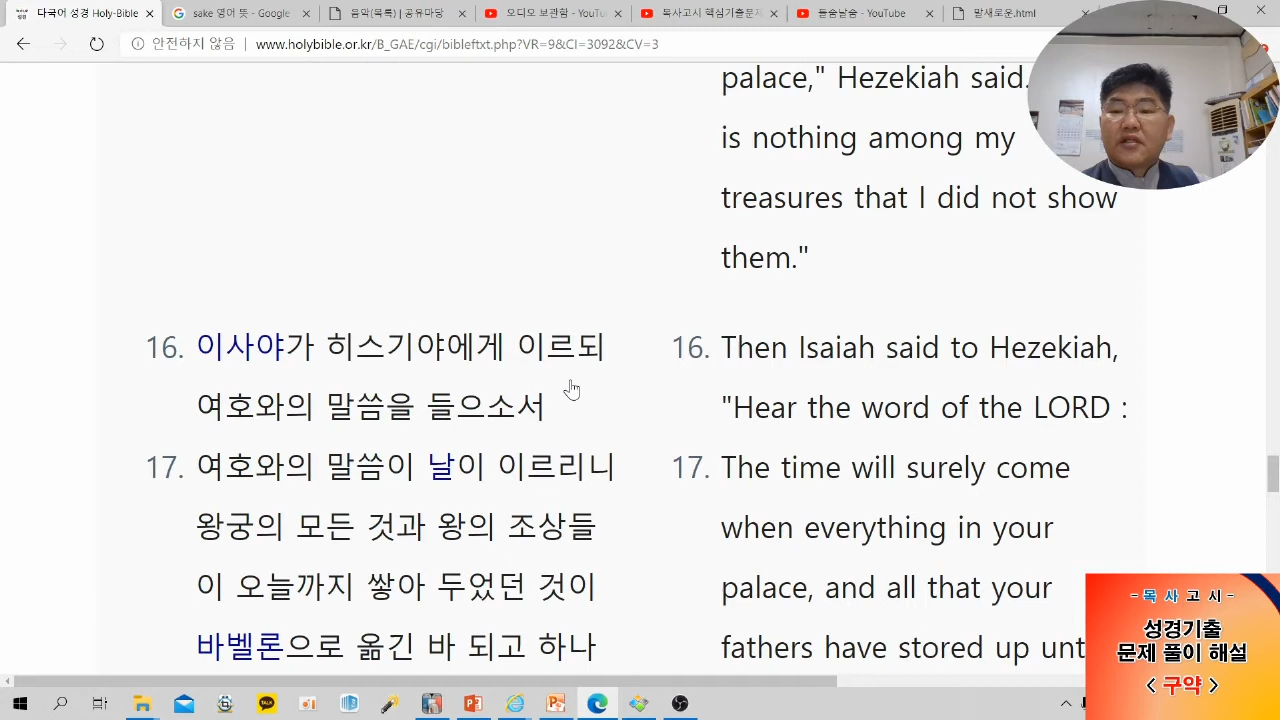 다국어 성경 Holy-Bible
sake 영어 뜻 - Google
음악(목록) | 공유마당
오디오 보관함 - YouTu
목사고시 핵심기출문제
들숨날숨 - YouTube
말새로운.html
안전하지 않음
www.holybible.or.kr/B_GAE/cgi/bibleftxt.php?VR=9&CI=3092&CV=3
palace," Hezekiah said.
is nothing among my
treasures that I did not show
them."
16. 이사야가 히스기야에게 이르되
여호와의 말씀을 들으소서
17. 여호와의 말씀이 날이 이르리니
왕궁의 모든 것과 왕의 조상들
이 오늘까지 쌓아 두었던 것이
바벨론으로 옮긴 바 되고 하나
16. Then Isaiah said to Hezekiah,
"Hear the word of the LORD :
17. The time will surely come
when everything in your
palace, and all that your
fathers have stored up unt
- 목 사 고 시 -
성경기출
문제 풀이 해설
< 구약 >